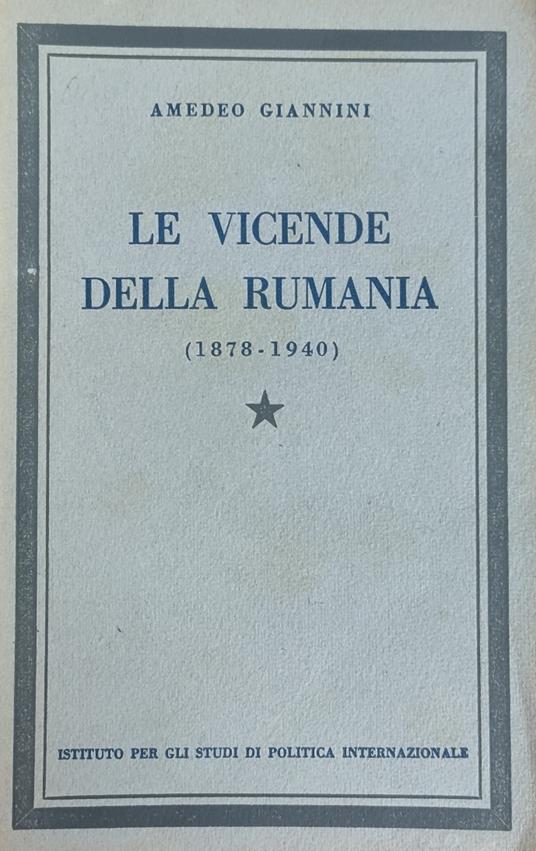 AMEDEO GIANNINI
LE VICENDE
DELLA RUMANIA
(1878-1940)
ISTITUTO PER GLI STUDI DI POLITICA INTERNAZIONALE